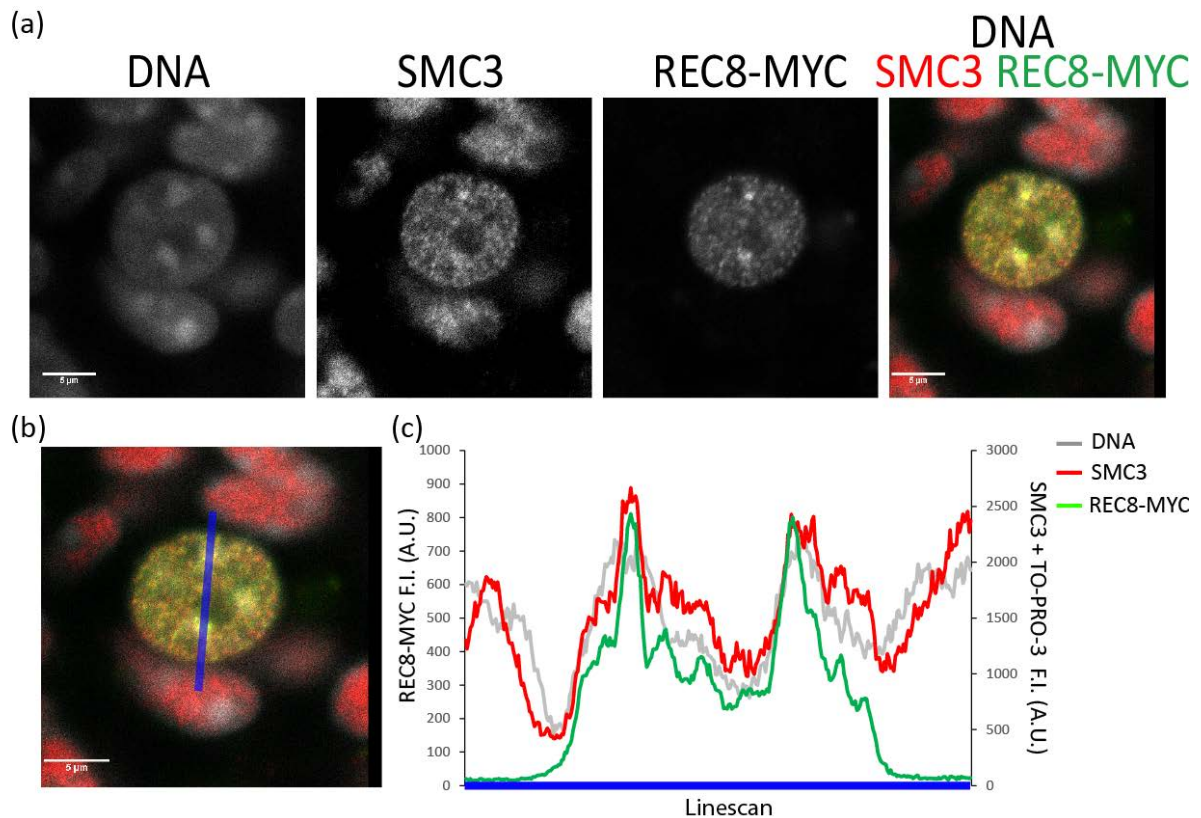 (a)
DNA
SMC3
REC8-MYC
DNA
SMC3 REC8-MYC
5 µm
5 µm
(b)
5 µm
(c)
REC8-MYC F.I. (A.U.)
1000
900
800
700
600
500
400
300
200
100
0
3000
2500
2000
1500
1000
500
0
SMC3 + TO-PRO-3 F.I. (A.U.)
DNA
SMC3
REC8-MYC
Linescan